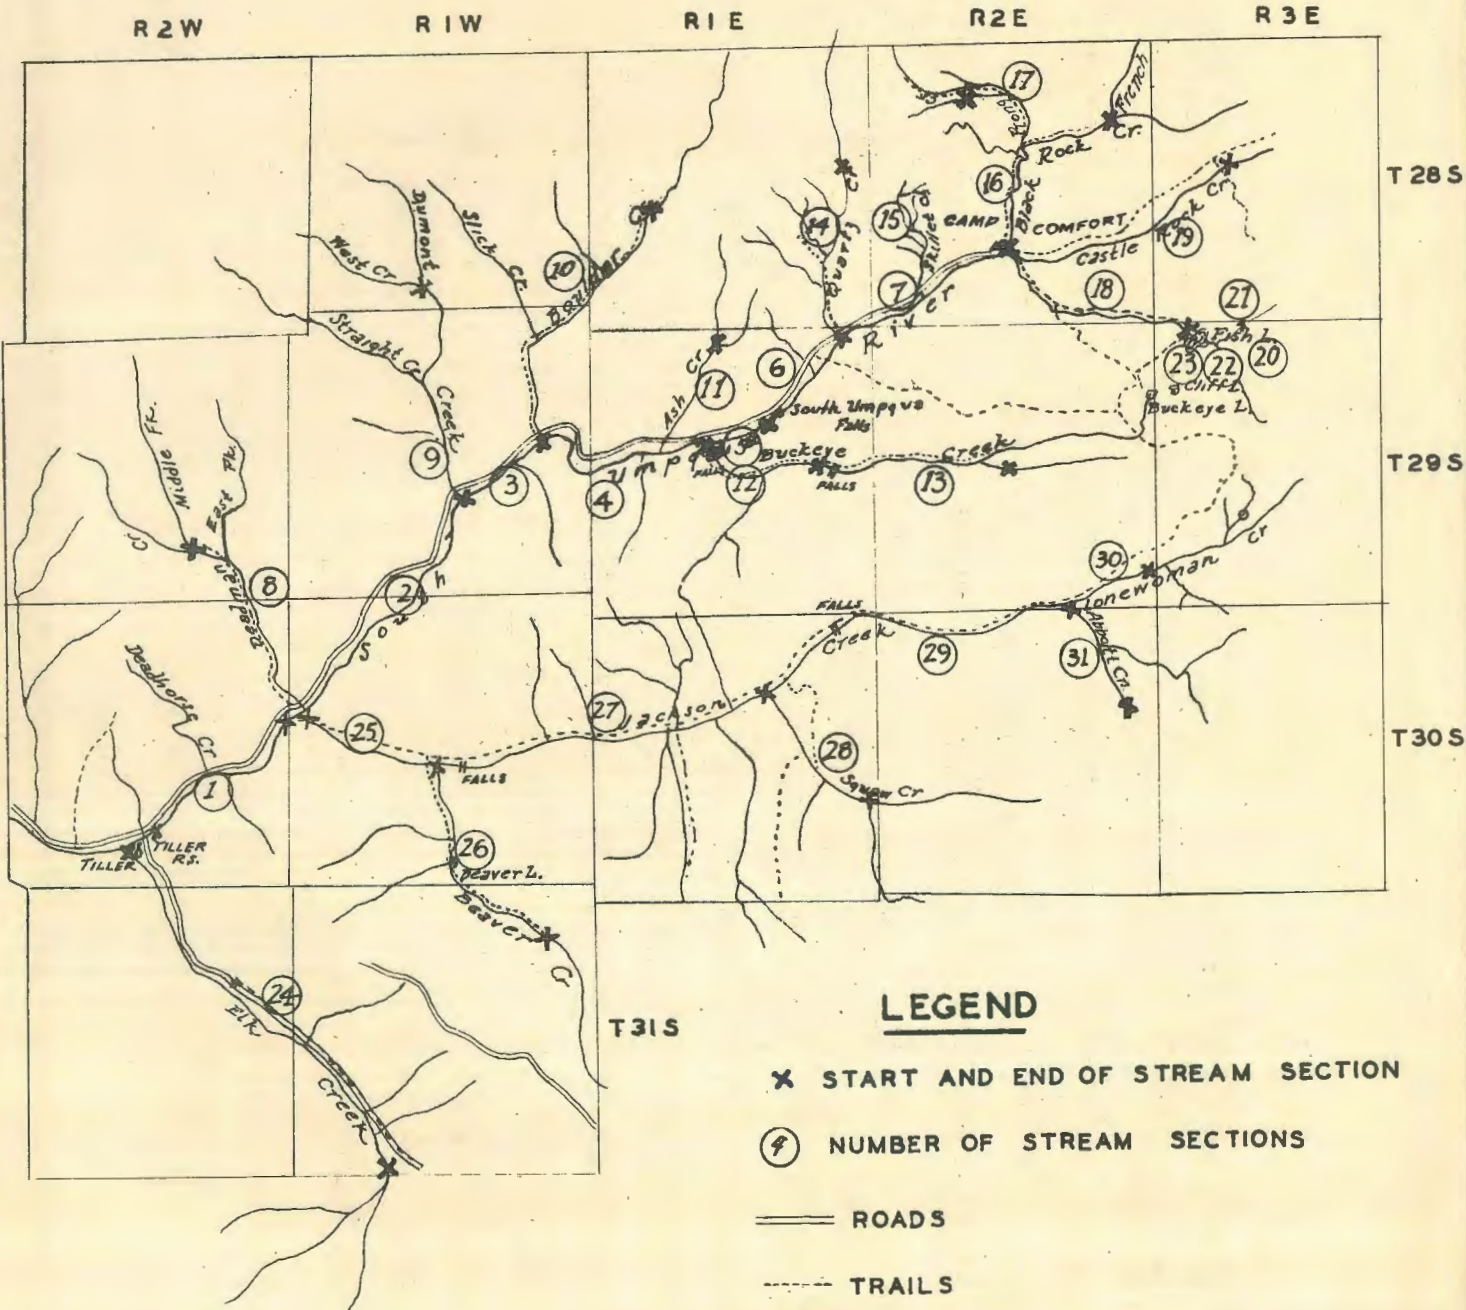 R2W R1W R1E R2E R3E
T28S
T29S
T30S
T31S
17
French
Cr.
Rock
Black
Rock
16
CAMP COMFORT
Castle Rock Cr
19
15
Skillet
14
Quartz
Cr
7
18
21
Fish L.
20
22
23
Cliff L.
Buckeye L.
Dumont
Creek
West Cr
Slick Cr.
Straight Cr
10
Boulder
Cr
11
Ash Cr
6
South Umpqua River
South Umpqua
Falls
5
FALLS
12
Buckeye Creek
FALLS
13
9
3
4
2
Middle Fk.
East Fk.
Cr
Deadman
8
Deadhorse Cr
1
TILLER
TILLER
R.S.
30
Lonewoman Cr
FALLS
29
31
Abbott Cr.
Jackson Creek
27
25
FALLS
28
Squaw Cr
26
Beaver L.
Beaver Cr
24
Elk Creek
LEGEND
START AND END OF STREAM SECTION
4 NUMBER OF STREAM SECTIONS
ROADS
TRAILS